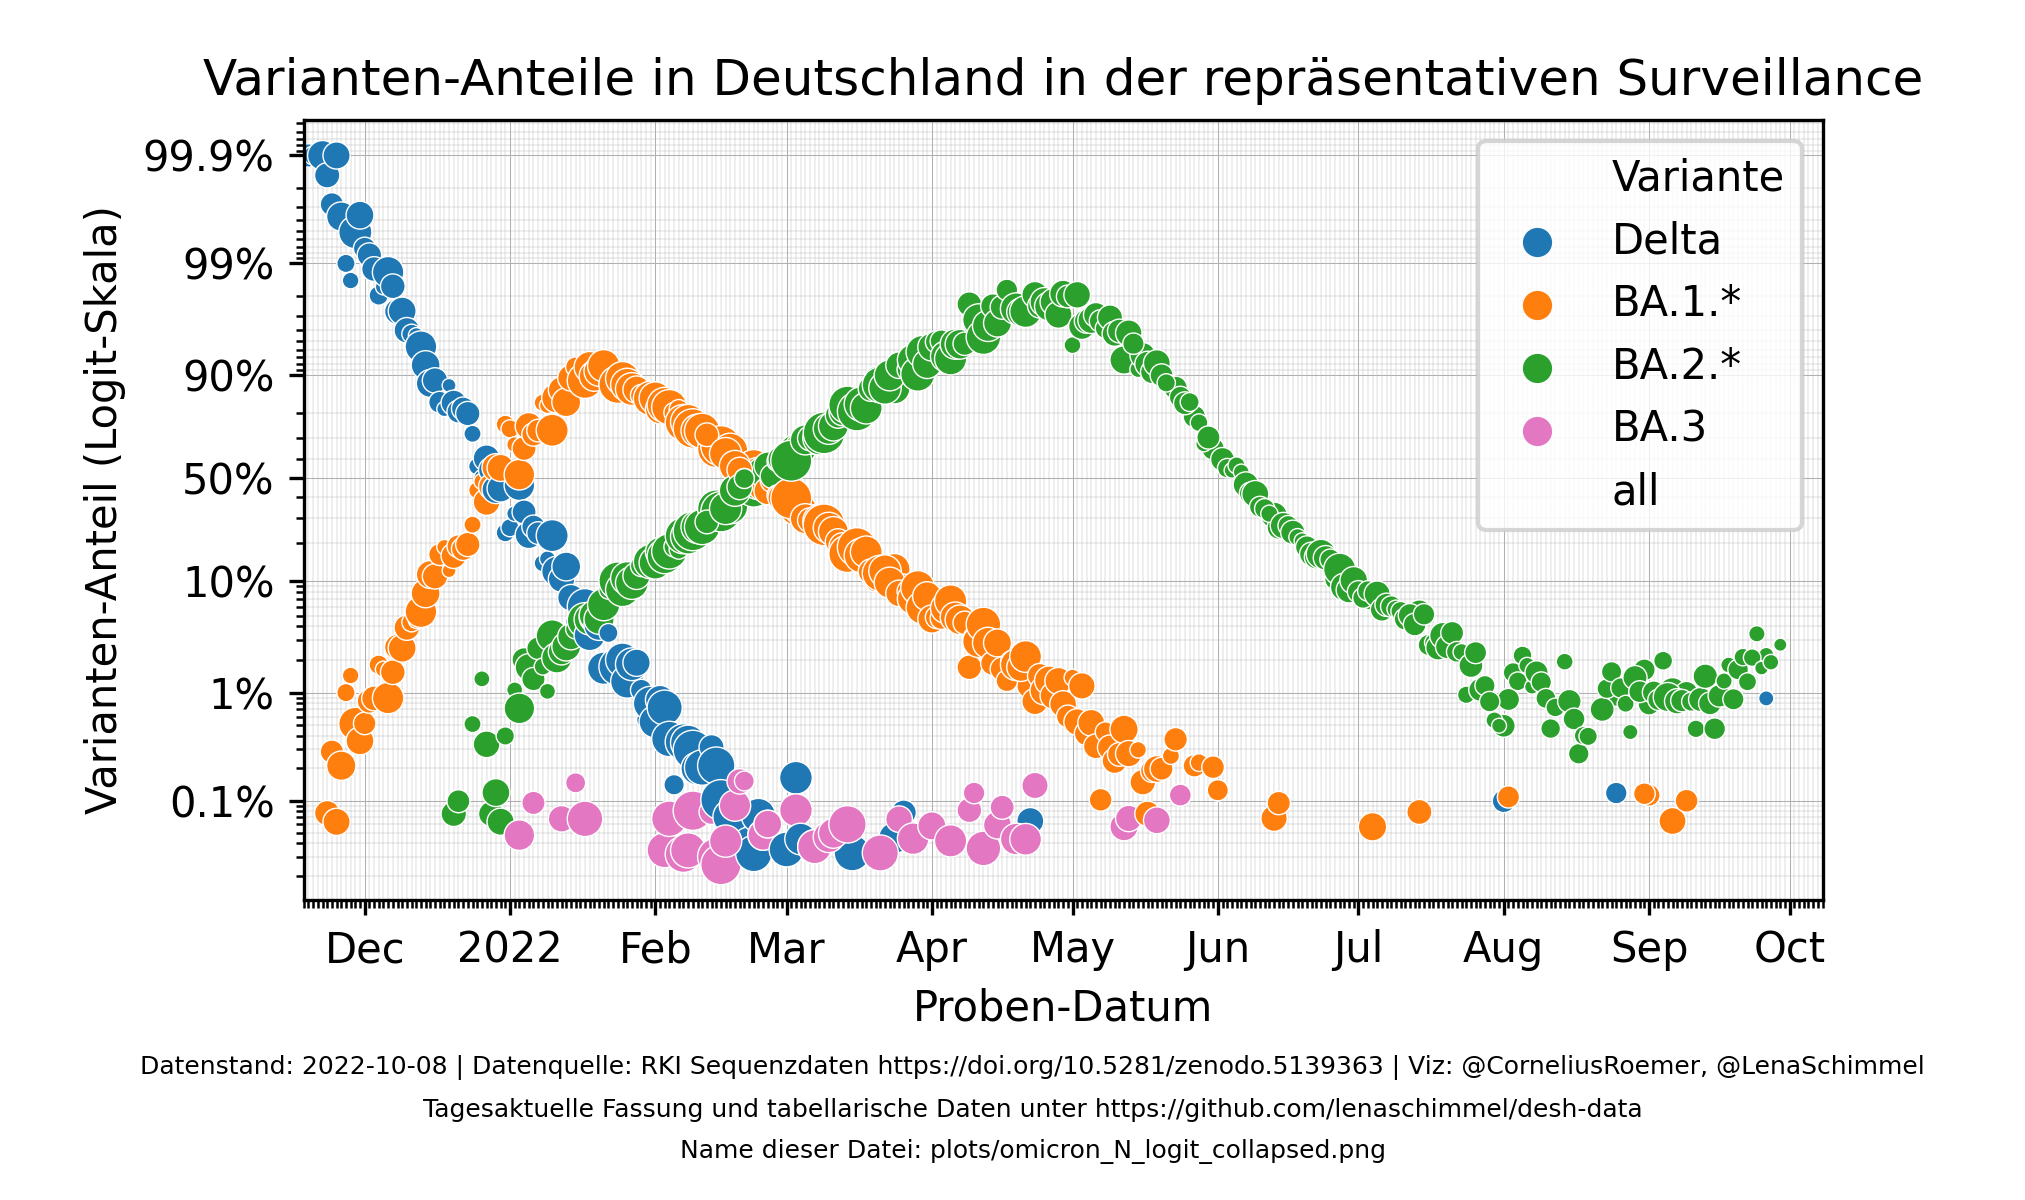 Varianten-Anteile in Deutschland in der repräsentativen Surveillance
Varianten-Anteil (Logit-Skala)
99.9%
99%
90%
50%
10%
1%
0.1%
Variante
Delta
BA.1.*
BA.2.*
BA.3
all
Dec 2022 Feb Mar Apr May Jun Jul Aug Sep Oct
Proben-Datum
Datenstand: 2022-10-08 | Datenquelle: RKI Sequenzdaten https://doi.org/10.5281/zenodo.5139363 | Viz: @CorneliusRoemer, @LenaSchimmel
Tagesaktuelle Fassung und tabellarische Daten unter https://github.com/lenaschimmel/desh-data
Name dieser Datei: plots/omicron_N_logit_collapsed.png